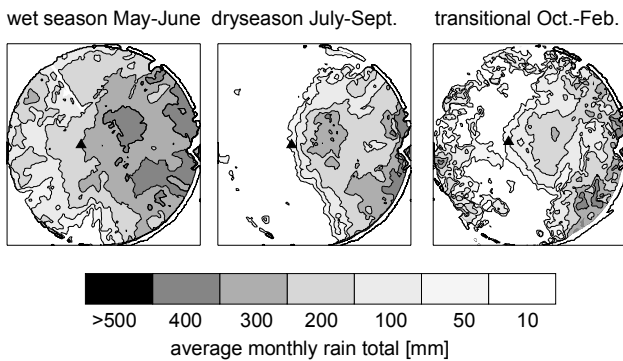 wet season May-June dryseason July-Sept. transitional Oct.-Feb.
>500 400 300 200 100 50 10
average monthly rain total [mm]